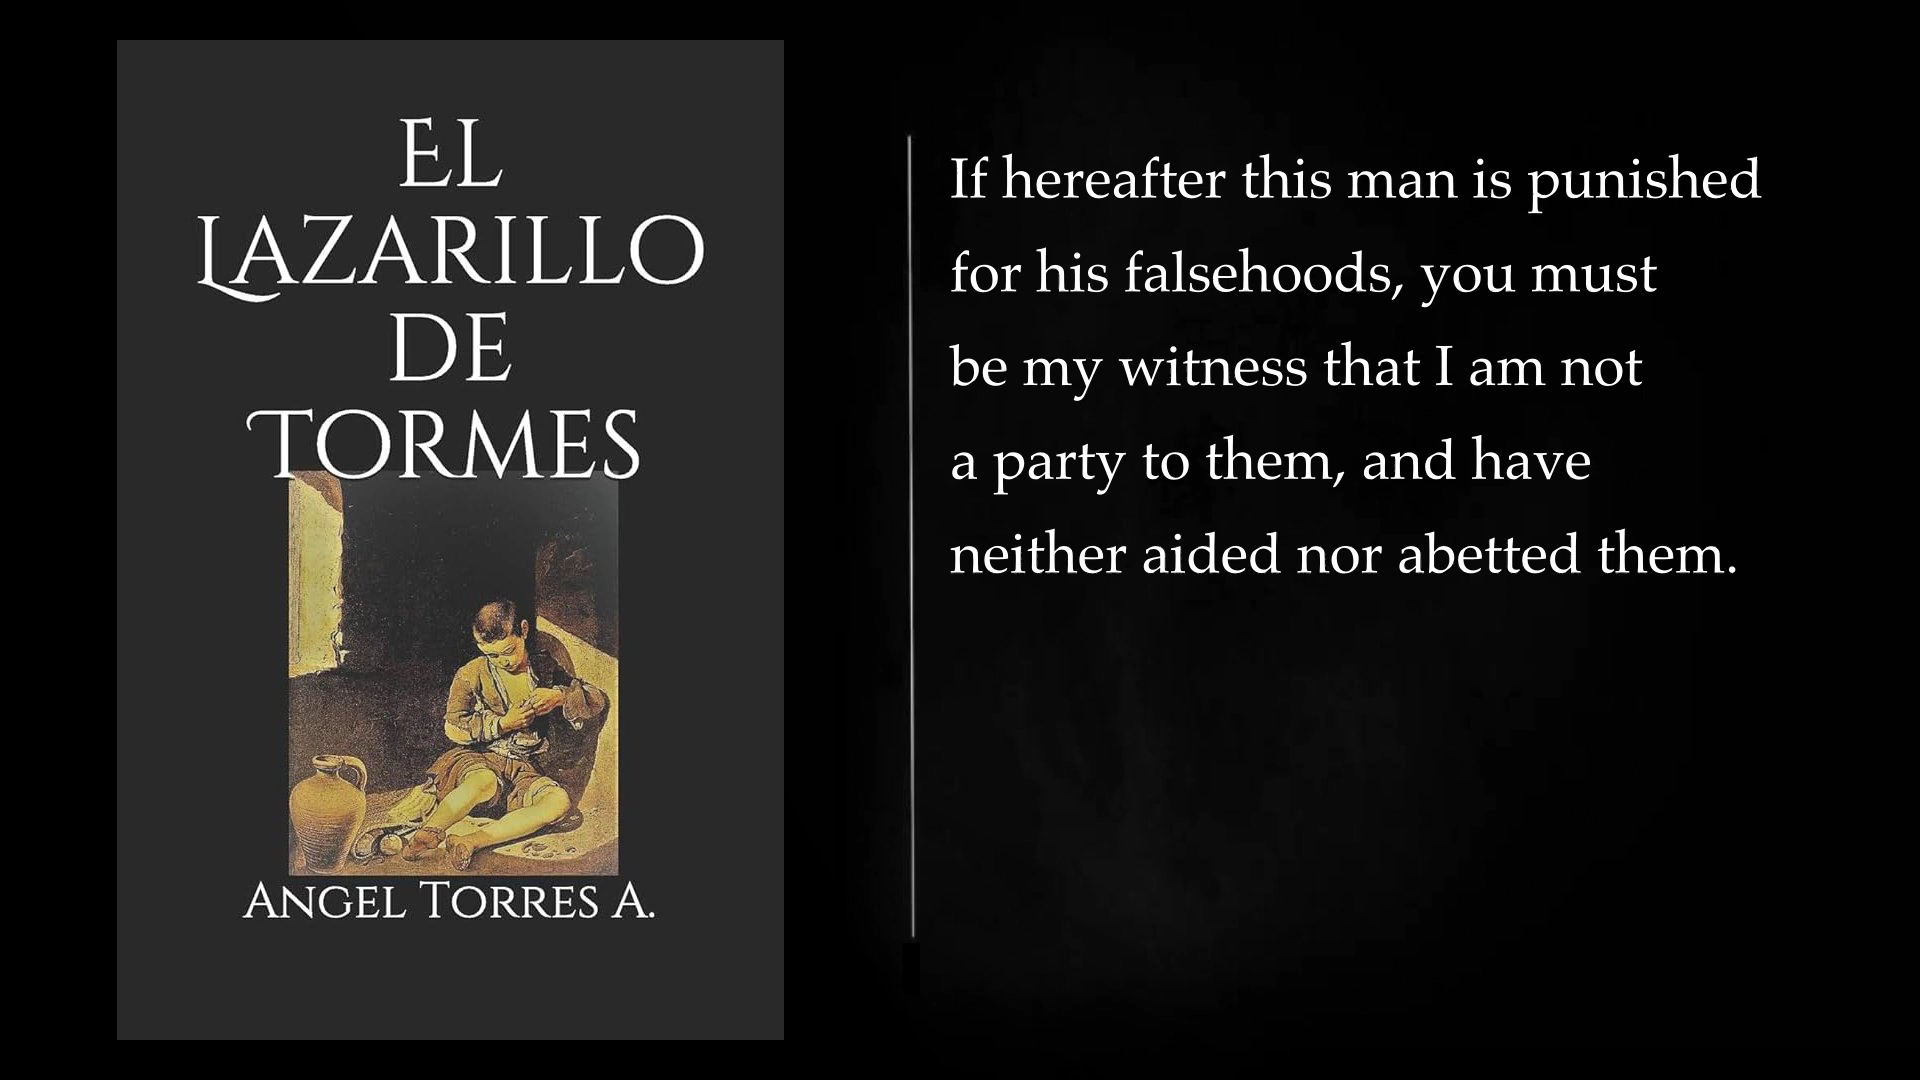 EL
LAZARILLO
DE
TORMES
ANGEL TORRES A.
If hereafter this man is punished
for his falsehoods, you must
be my witness that I am not
a party to them, and have
neither aided nor abetted them.